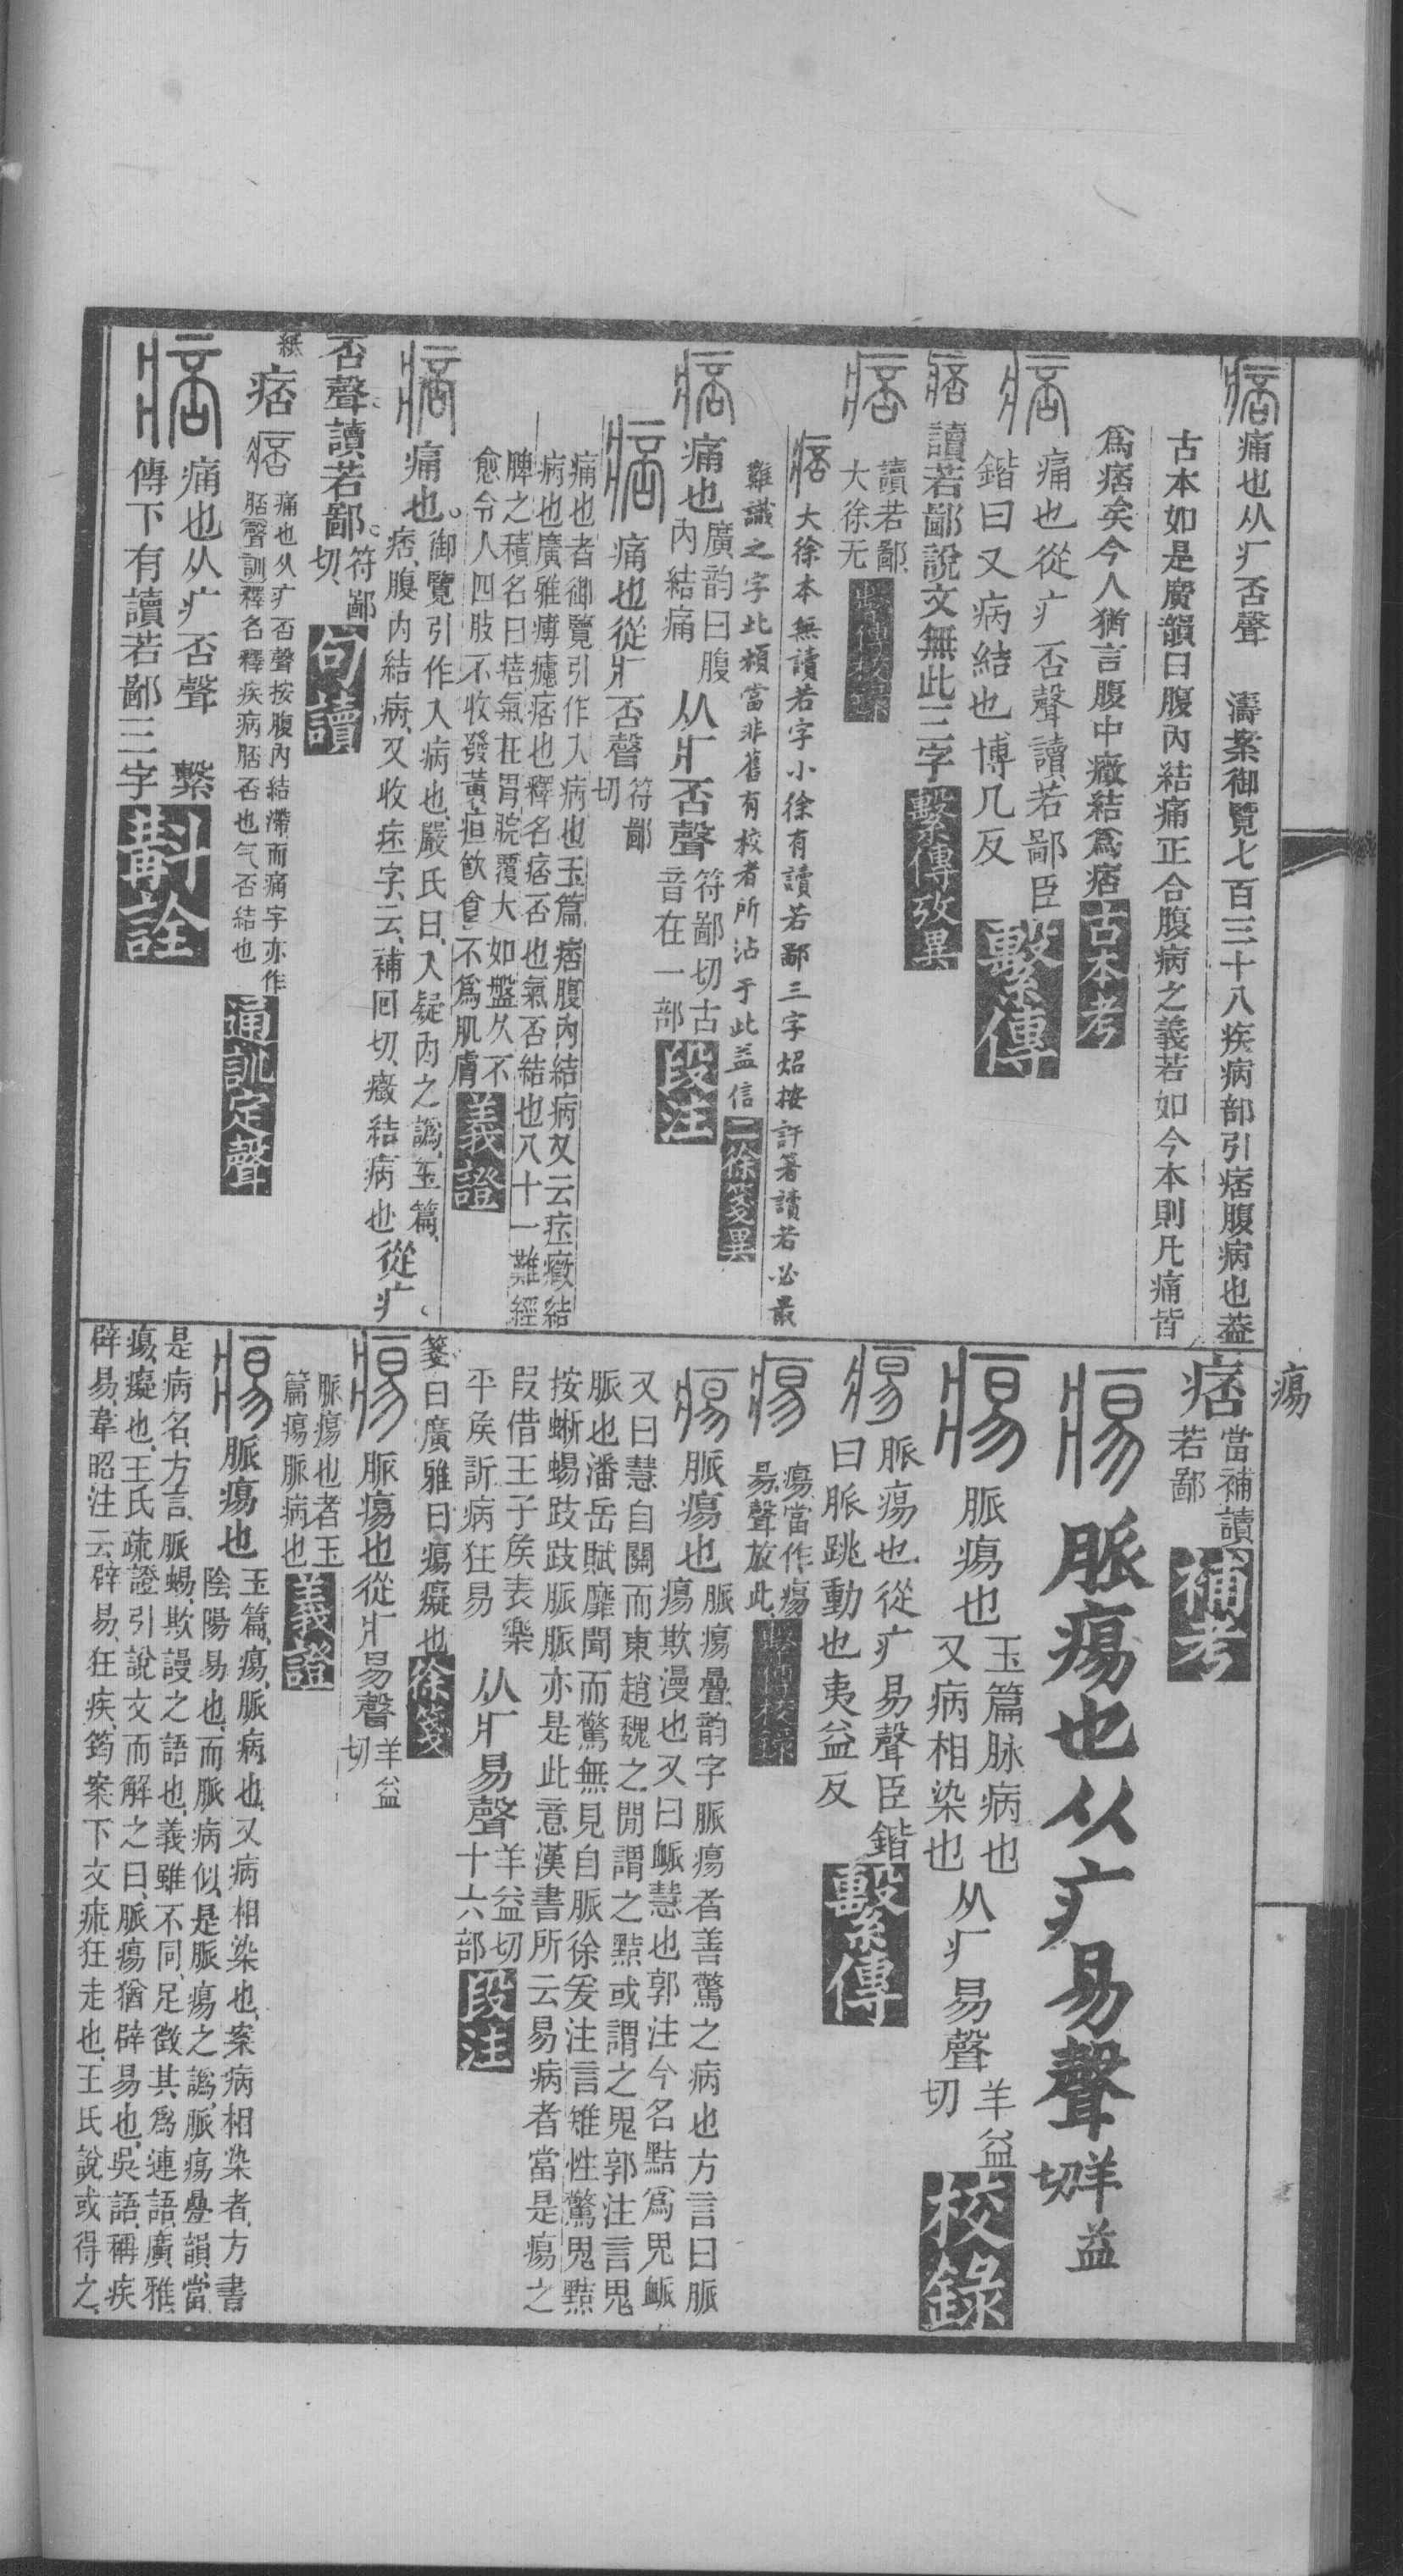 痞痛也从疒否聲 濤案御覽七百三十八疾病部引痞腹病也葢
古本如是廣韻曰腹內結痛正合腹病之義若如今本則凡痛皆
爲痞矣今人猶言腹中癥結爲痞古本考
痞痛也從疒否聲讀若鄙臣
鍇曰又病結也博几反繫傳
痞讀若鄙說文無此三字繫傳攷異
痞讀若鄙
大徐无繫傳校錄
痞大徐本無讀若字小徐有讀若鄙三字炤按許箸讀若必最
難識之字此類當非舊有校者所沾于此益信二徐箋異
痞痛也廣韵曰腹
內結痛从疒否聲符鄙切古
音在一部段注
痞痛也從疒否聲符鄙
切
痛也者御覽引作入病也玉篇痞腹內結病又云㽷癥結
病也廣雅㾬㿖痞也釋名痞否也氣否結也八十一難經
脾之積名曰痞氣在胃脘覆大如盤久不
愈令人四肢不收發黃疸飮食不爲肌膚義證
痞痛也御覽引作入病也嚴氏曰入疑內之譌玉篇
痞腹內結病又收㽷字云補回切癥結病也從疒
否聲讀若鄙符鄙
切句讀
紙痞痞痛也从疒否聲按腹內結滯而痛字亦作
䏽聲訓釋名釋疾病䏽否也气否結也通訓定聲
痞痛也从疒否聲 繫
傳下有讀若鄙三字斠詮
痞當補讀
若鄙補考
瘍
瘍脈瘍也从疒易聲羊益
切
瘍脈瘍也玉篇脉病也
又病相染也从疒易聲羊益
切校錄
瘍脈瘍也從疒易聲臣鍇
曰脈跳動也夷益反繫傳
瘍瘍當作瘍
易聲放此繫傳校錄
瘍脈瘍也脈瘍疊韵字脈瘍者善驚之病也方言曰脈
瘍欺漫也又曰衇慧也郭注今名黠爲鬼衇
又曰慧自關而東趙魏之閒謂之黠或謂之鬼郭注言鬼
脈也潘岳賦靡聞而驚無見自脈徐爰注言雉性驚鬼黠
按蜥蜴跂跂脈脈亦是此意漢書所云易病者當是瘍之
叚借王子矦表樂
平矦訢病狂易从疒易聲羊益切
十六部段注
箋曰廣雅曰瘍癡也徐箋
瘍脈瘍也從疒易聲羊益
切
脈瘍也者玉
篇瘍脈病也義證
瘍脈瘍也玉篇瘍脈病也又病相染也案病相染者方書
陰陽易也而脈病似是脈瘍之譌脈瘍疊韻當
是病名方言脈蜴欺謾之語也義雖不同足徵其爲連語廣雅
瘍癡也王氏疏證引說文而解之曰脈瘍猶辟易也吳語稱疾
辟易韋昭注云辟易狂疾筠案下文㾁狂走也王氏說或得之